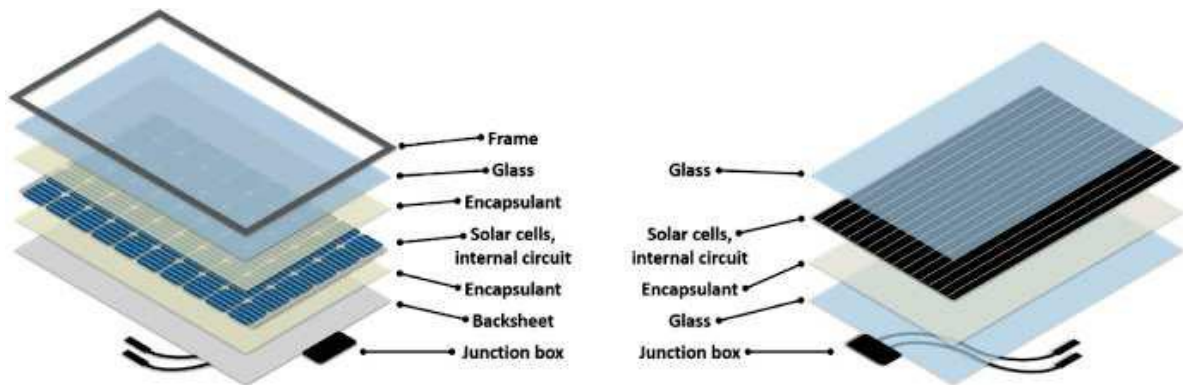 Frame
Glass
Encapsulant
Solar cells,
internal circuit
Encapsulant
Backsheet
Junction box
Glass
Solar cells,
internal circuit
Encapsulant
Glass
Junction box